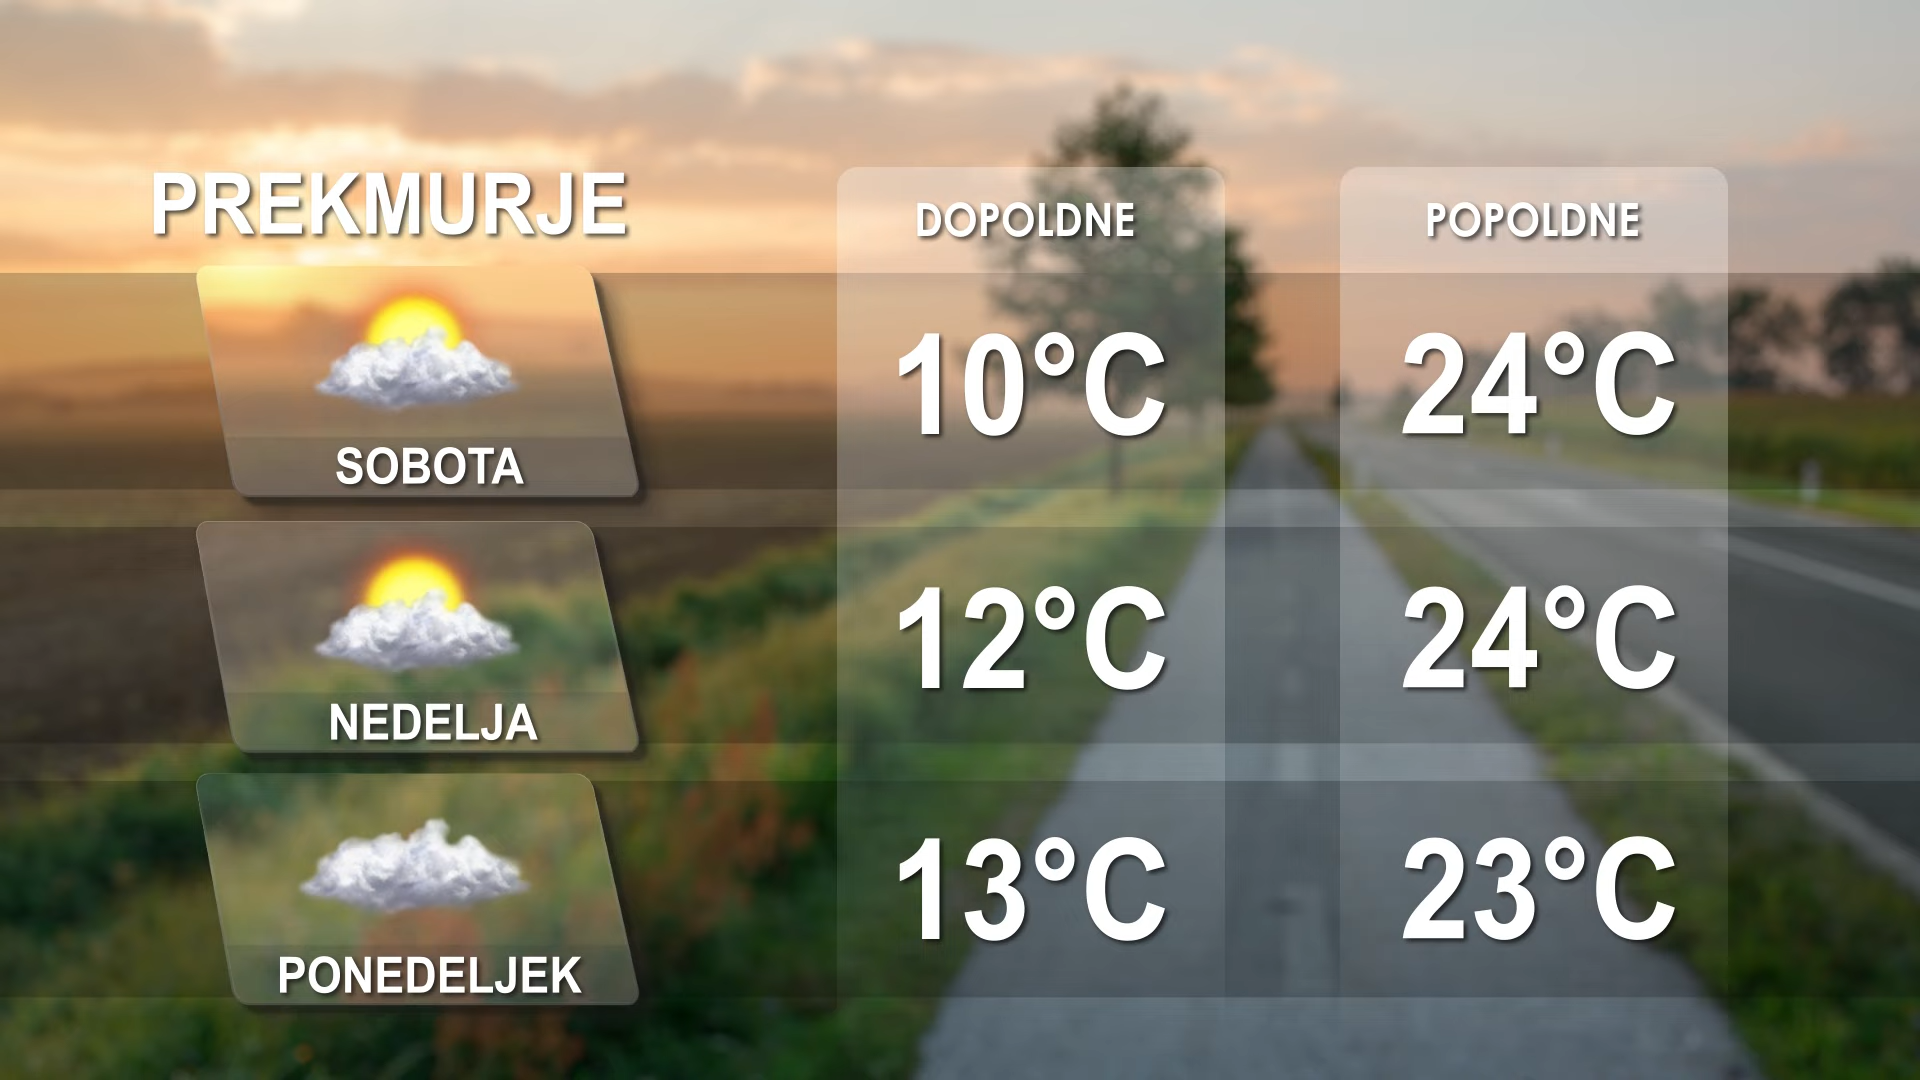 PREKMURJE
DOPOLDNE
POPOLDNE
SOBOTA
10°C
24°C
NEDELJA
12°C
24°C
PONEDELJEK
13°C
23°C